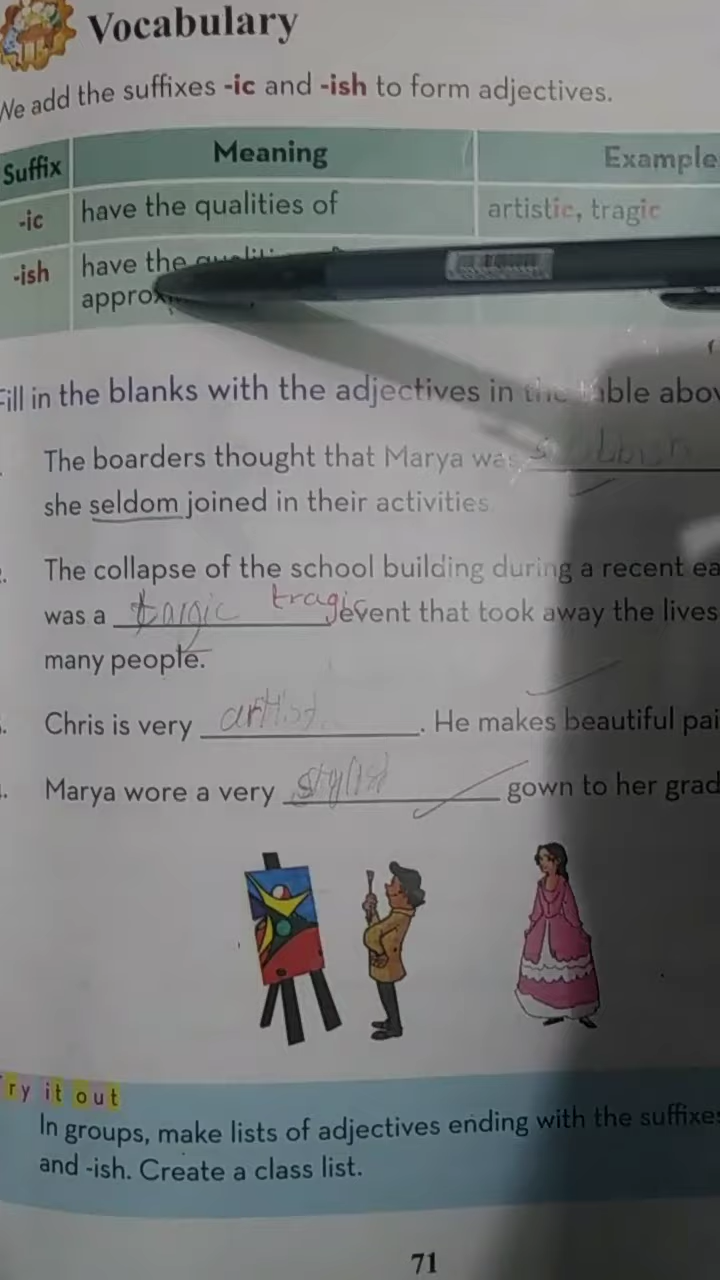 Vocabulary
We add the suffixes -ic and -ish to form adjectives.
Suffix Meaning Example
-ic have the qualities of artistic, tragic
-ish have the
Fill in the blanks with the adjectives in the table abov
The boarders thought that Marya was
she seldom joined in their activities.
The collapse of the school building during a recent ea
was a targic tragic event that took away the lives
many people.
Chris is very . He makes beautiful pai
4. Marya wore a very gown to her grad
Try it out
In groups, make lists of adjectives ending with the suffixes
and -ish. Create a class list.
71